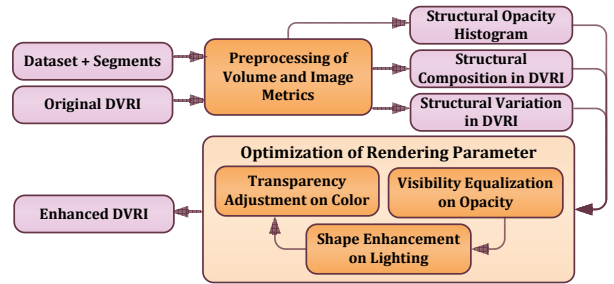 Structural Opacity
Histogram
Dataset + Segments
Preprocessing of
Volume and Image
Metrics
Structural
Composition in DVRI
Original DVRI
Structural Variation
in DVRI
Optimization of Rendering Parameter
Transparency
Adjustment on Color
Visibility Equalization
on Opacity
Enhanced DVRI
Shape Enhancement
on Lighting